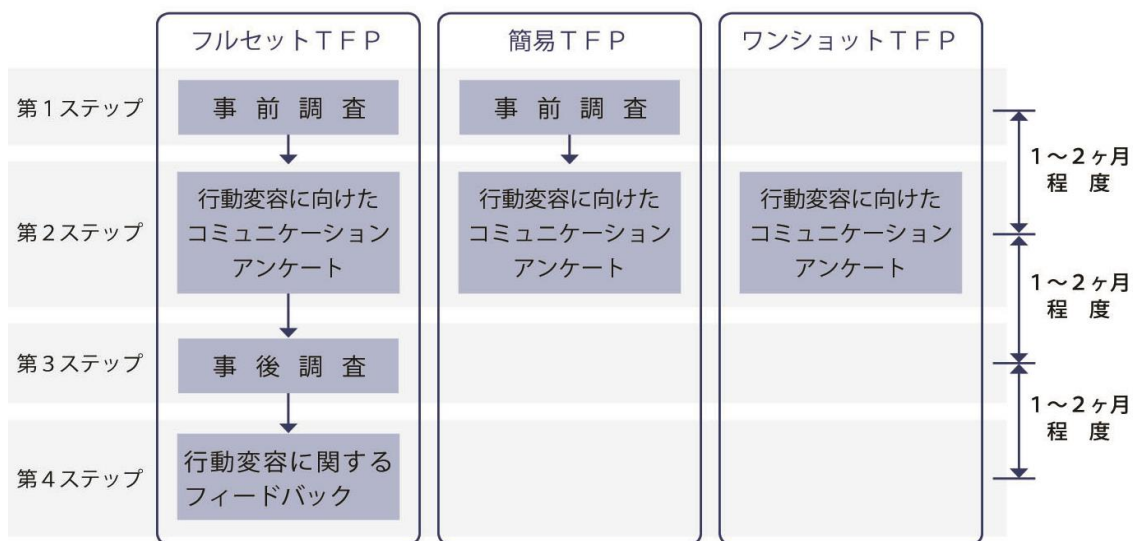 フルセットＴＦＰ
簡易ＴＦＰ
ワンショットＴＦＰ
第１ステップ
事前調査
事前調査
第２ステップ
行動変容に向けた
コミュニケーション
アンケート
行動変容に向けた
コミュニケーション
アンケート
行動変容に向けた
コミュニケーション
アンケート
第３ステップ
事後調査
第４ステップ
行動変容に関する
フィードバック
１～２ヶ月
程度
１～２ヶ月
程度
１～２ヶ月
程度